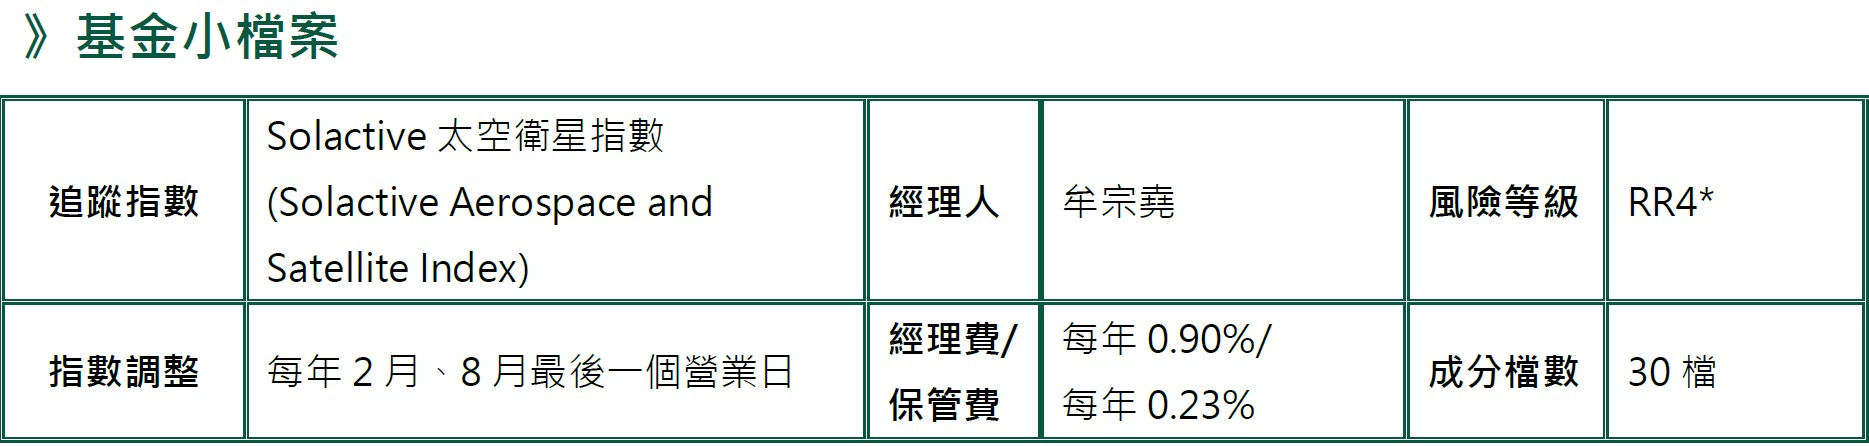 》基金小檔案
追蹤指數
Solactive 太空衛星指數
(Solactive Aerospace and
Satellite Index)
經理人
牟宗堯
風險等級
RR4*
指數調整
每年 2 月、8 月最後一個營業日
經理費/
保管費
每年 0.90%/
每年 0.23%
成分檔數
30 檔